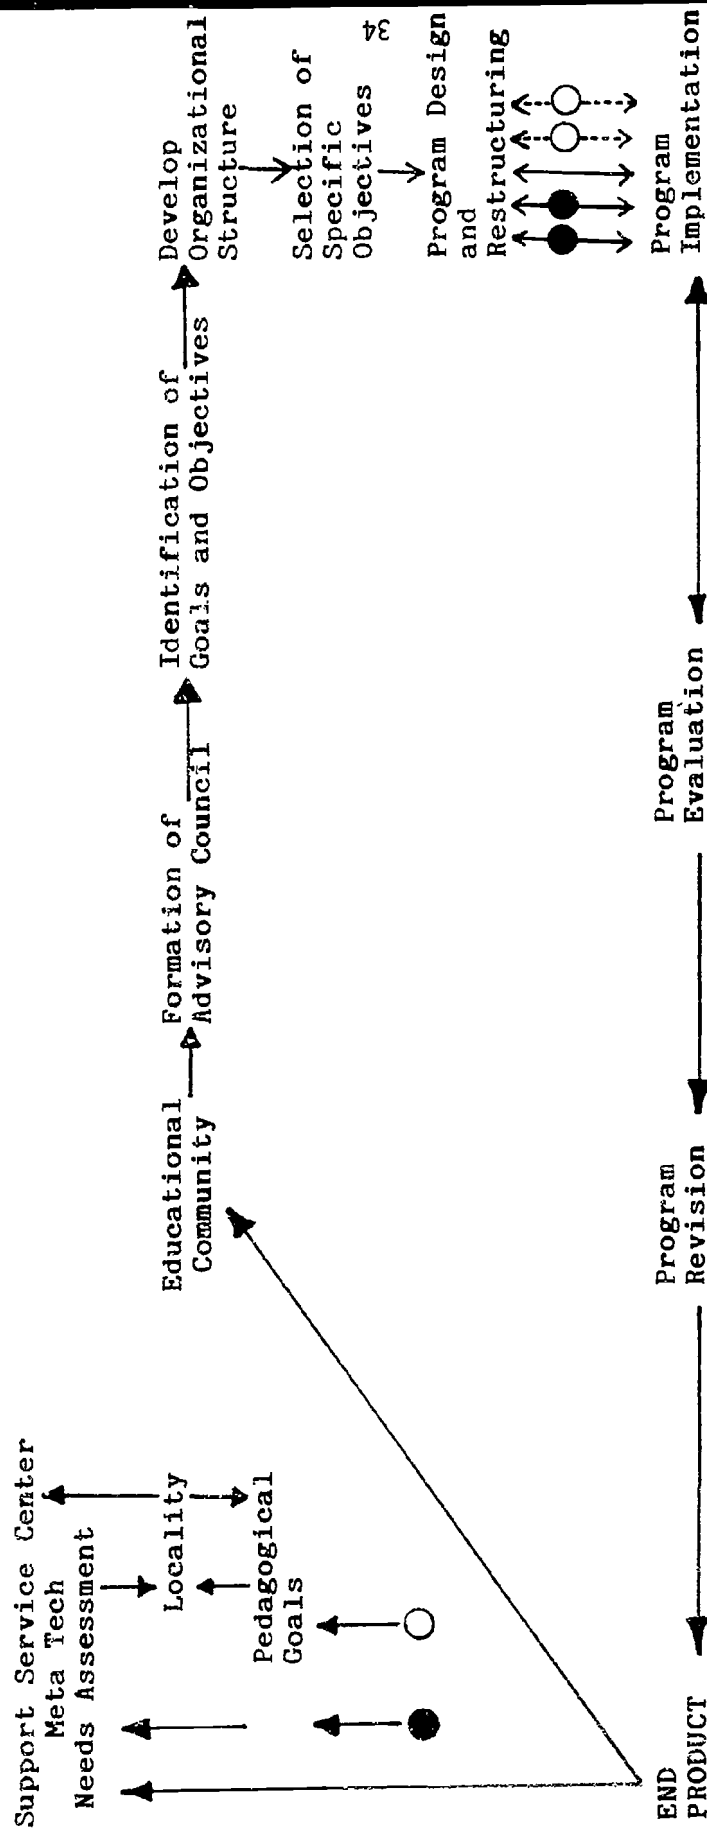 Support Service Center
Meta Tech
Needs Assessment
Locality
Pedagogical
Goals
Educational
Community
Formation of
Advisory Council
Identification of
Goals and Objectives
Develop
Organizational
Structure
Selection of
Specific
Objectives
34
Program Design
and
Restructuring
Program
Implementation
Program
Evaluation
Program
Revision
END
PRODUCT